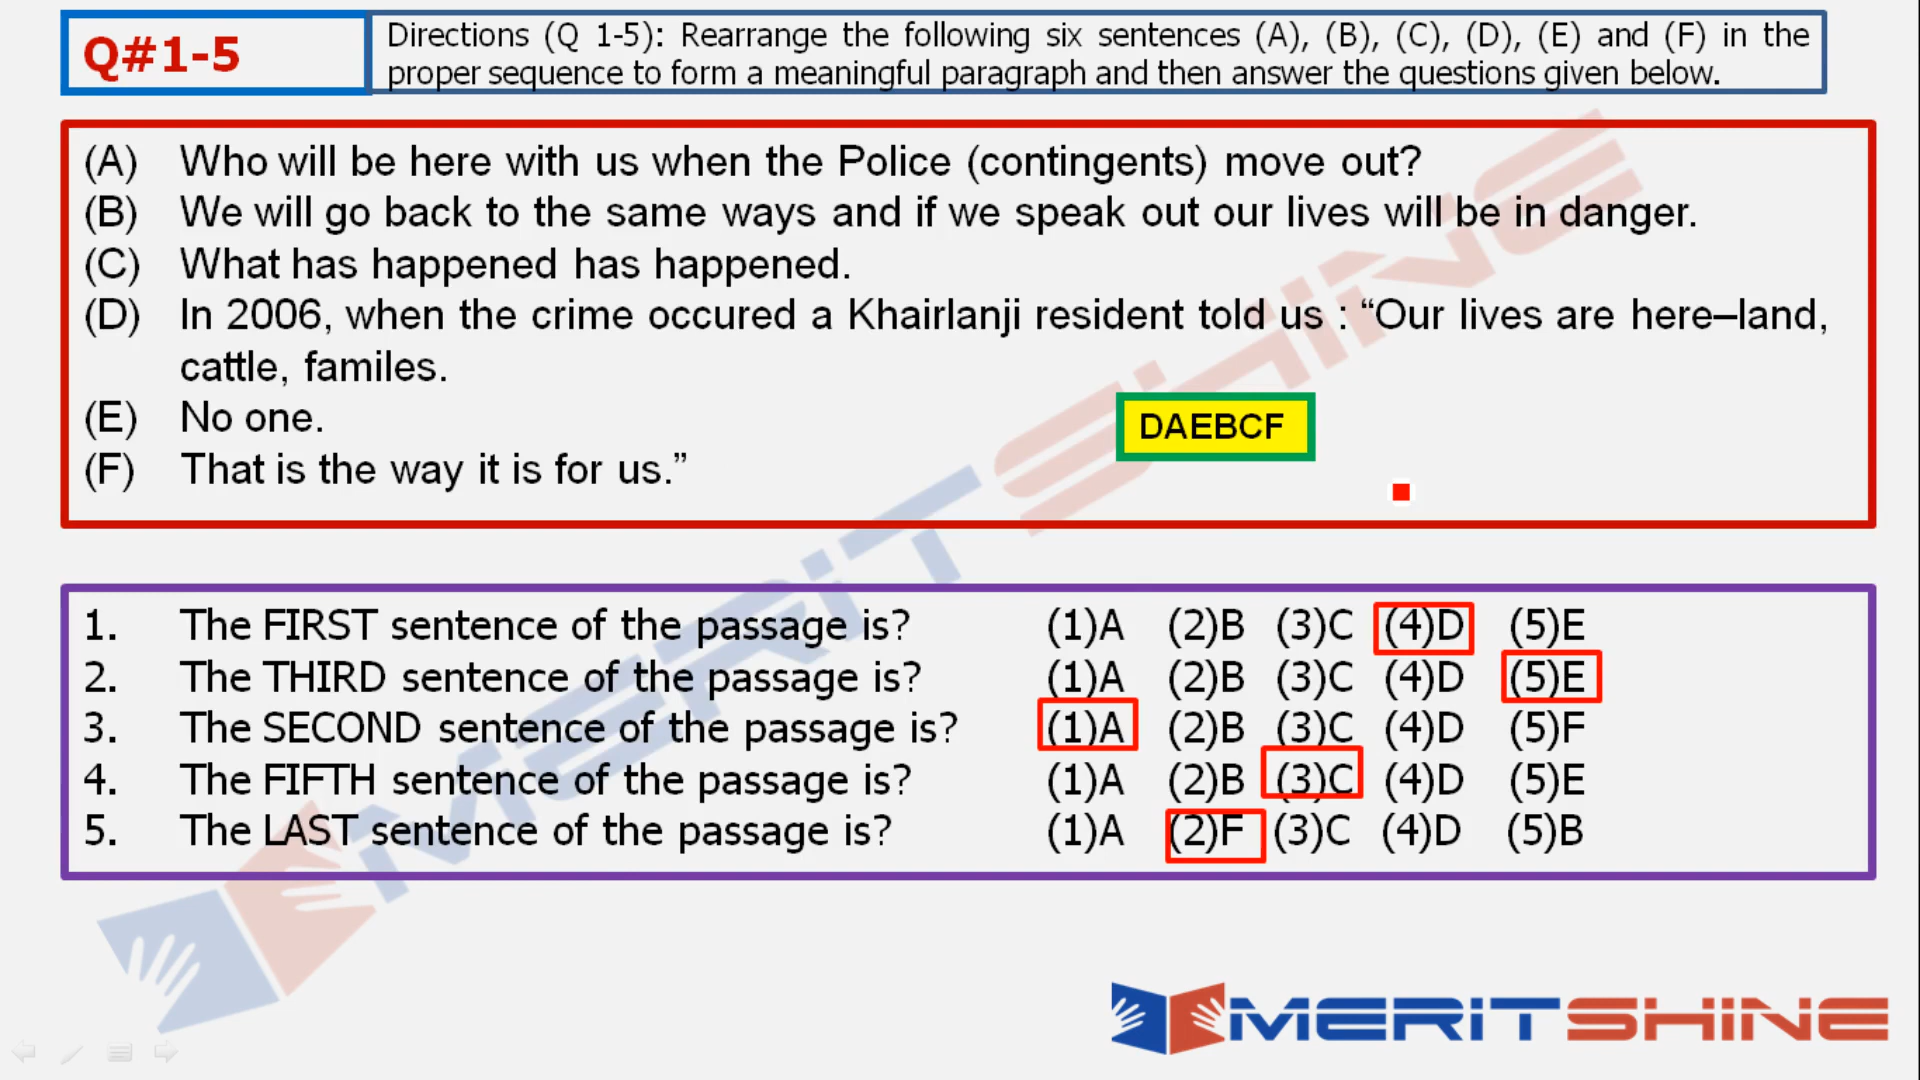 Q#1-5
Directions (Q 1-5): Rearrange the following six sentences (A), (B), (C), (D), (E) and (F) in the
proper sequence to form a meaningful paragraph and then answer the questions given below.
(A) Who will be here with us when the Police (contingents) move out?
(B) We will go back to the same ways and if we speak out our lives will be in danger.
(C) What has happened has happened.
(D) In 2006, when the crime occured a Khairlanji resident told us : “Our lives are here–land,
cattle, familes.
(E) No one.
DAEBCF
(F) That is the way it is for us.”
1. The FIRST sentence of the passage is? (1)A (2)B (3)C (4)D (5)E
2. The THIRD sentence of the passage is? (1)A (2)B (3)C (4)D (5)E
3. The SECOND sentence of the passage is? (1)A (2)B (3)C (4)D (5)F
4. The FIFTH sentence of the passage is? (1)A (2)B (3)C (4)D (5)E
5. The LAST sentence of the passage is? (1)A (2)F (3)C (4)D (5)B
MERiTSHiNE
MERiTSHiNE